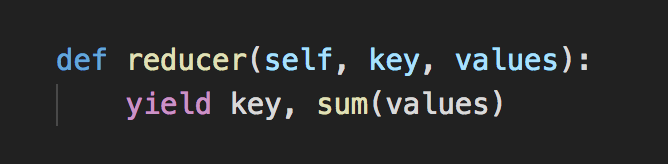 def reducer(self, key, values):
    yield key, sum(values)